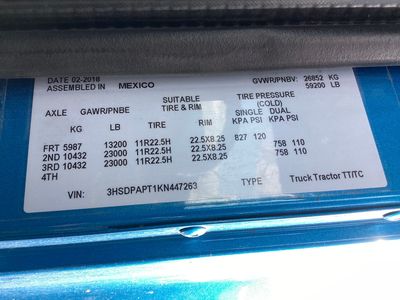 DATE 02-2018 GVWR/PNBV: 26852 KG
ASSEMBLED IN MEXICO 59200 LB
SUITABLE TIRE PRESSURE
AXLE GAWR/PNBE TIRE & RIM (COLD)
SINGLE DUAL
KG LB TIRE RIM KPA PSI KPA PSI
FRT 5987 13200 11R22.5H 22.5X8.25 827 120
2ND 10432 23000 11R22.5H 22.5X8.25 758 110
3RD 10432 23000 11R22.5H 22.5X8.25 758 110
4TH
VIN: 3HSDPAPT1KN447263 TYPE Truck Tractor TT/TC